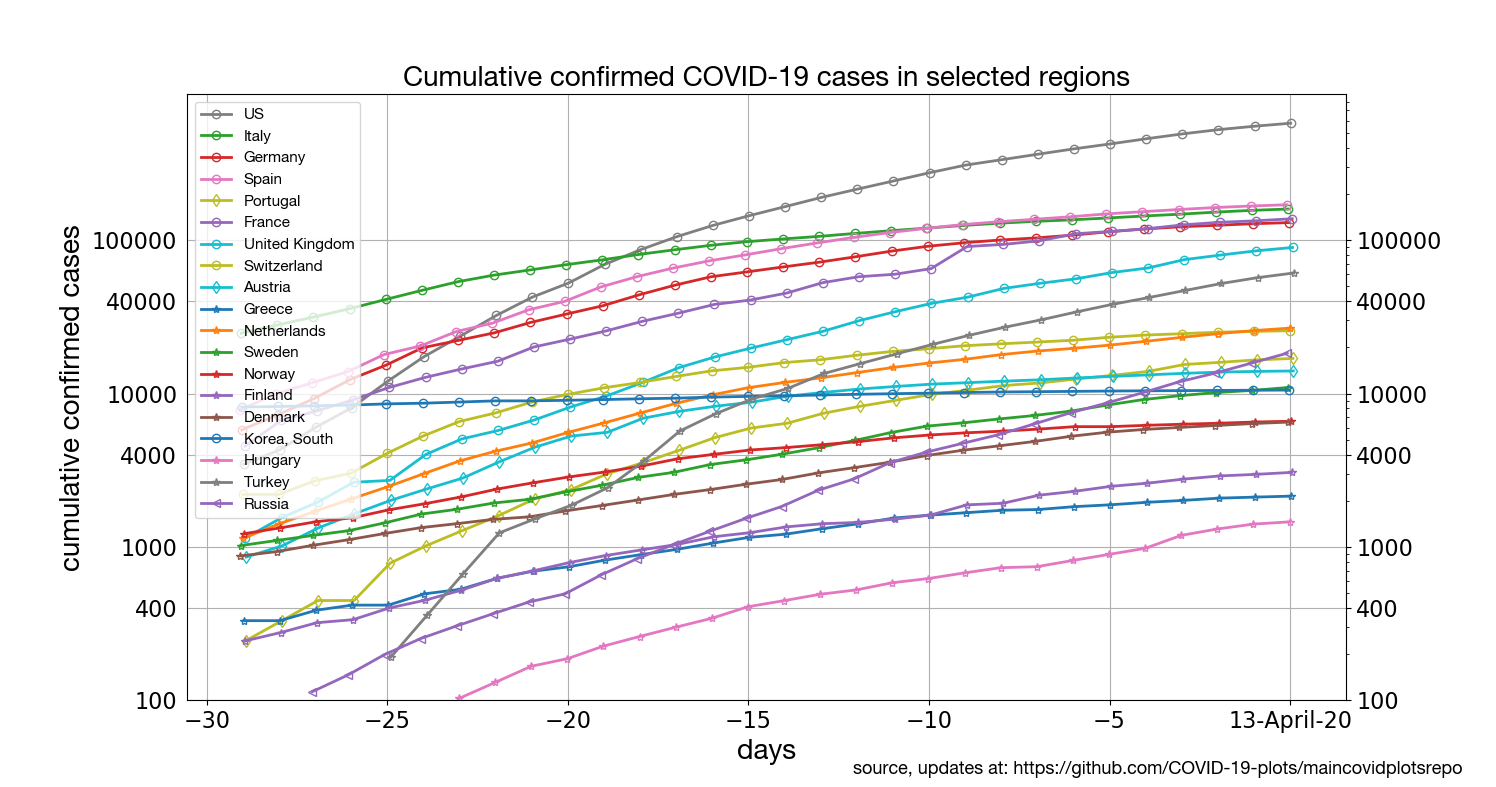 Cumulative confirmed COVID-19 cases in selected regions
cumulative confirmed cases
100000
40000
10000
4000
1000
400
100
US
Italy
Germany
Spain
Portugal
France
United Kingdom
Switzerland
Austria
Greece
Netherlands
Sweden
Norway
Finland
Denmark
Korea, South
Hungary
Turkey
Russia
100000
40000
10000
4000
1000
400
100
−30 −25 −20 −15 −10 −5 13-April-20
days
source, updates at: https://github.com/COVID-19-plots/maincovidplotsrepo